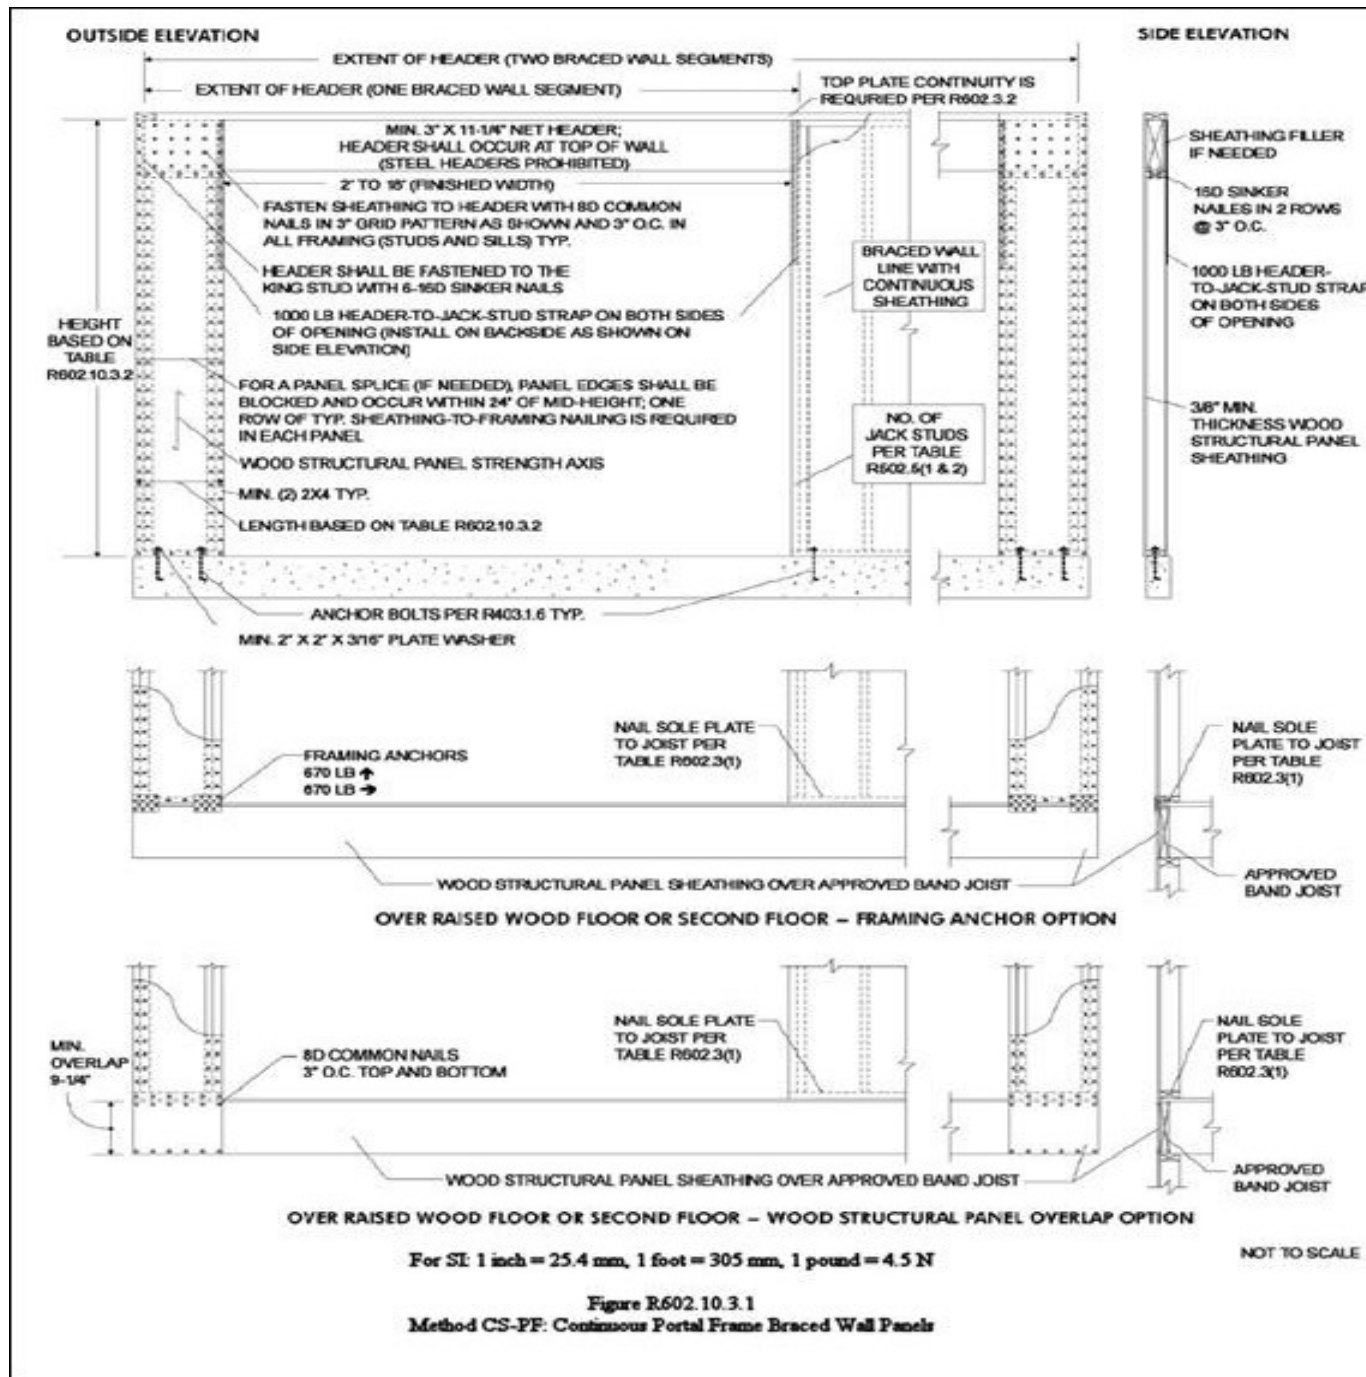 OUTSIDE ELEVATION
SIDE ELEVATION
EXTENT OF HEADER (TWO BRACED WALL SEGMENTS)
EXTENT OF HEADER (ONE BRACED WALL SEGMENT)
TOP PLATE CONTINUITY IS
REQURIED PER R602.3.2
MIN. 3" X 11-1/4" NET HEADER;
HEADER SHALL OCCUR AT TOP OF WALL
(STEEL HEADERS PROHIBITED)
2' TO 18' (FINISHED WIDTH)
FASTEN SHEATHING TO HEADER WITH 8D COMMON
NAILS IN 3" GRID PATTERN AS SHOWN AND 3" O.C. IN
ALL FRAMING (STUDS AND SILLS) TYP.
HEADER SHALL BE FASTENED TO THE
KING STUD WITH 6-16D SINKER NAILS
1000 LB HEADER-TO-JACK-STUD STRAP ON BOTH SIDES
OF OPENING (INSTALL ON BACKSIDE AS SHOWN ON
SIDE ELEVATION)
HEIGHT
BASED ON
TABLE
R602.10.3.2
FOR A PANEL SPLICE (IF NEEDED), PANEL EDGES SHALL BE
BLOCKED AND OCCUR WITHIN 24" OF MID-HEIGHT; ONE
ROW OF TYP. SHEATHING-TO-FRAMING NAILING IS REQUIRED
IN EACH PANEL
WOOD STRUCTURAL PANEL STRENGTH AXIS
MIN. (2) 2X4 TYP.
LENGTH BASED ON TABLE R602.10.3.2
BRACED WALL
LINE WITH
CONTINUOUS
SHEATHING
NO. OF
JACK STUDS
PER TABLE
R502.5(1 & 2)
SHEATHING FILLER
IF NEEDED
16D SINKER
NAILES IN 2 ROWS
@ 3" O.C.
1000 LB HEADER-
TO-JACK-STUD STRAP
ON BOTH SIDES
OF OPENING
3/8" MIN.
THICKNESS WOOD
STRUCTURAL PANEL
SHEATHING
ANCHOR BOLTS PER R403.1.6 TYP.
MIN. 2" X 2" X 3/16" PLATE WASHER
FRAMING ANCHORS
670 LB ↑
670 LB →
NAIL SOLE PLATE
TO JOIST PER
TABLE R602.3(1)
NAIL SOLE
PLATE TO JOIST
PER TABLE
R602.3(1)
WOOD STRUCTURAL PANEL SHEATHING OVER APPROVED BAND JOIST
APPROVED
BAND JOIST
OVER RAISED WOOD FLOOR OR SECOND FLOOR – FRAMING ANCHOR OPTION
MIN.
OVERLAP
9-1/4"
8D COMMON NAILS
3" O.C. TOP AND BOTTOM
NAIL SOLE PLATE
TO JOIST PER
TABLE R602.3(1)
NAIL SOLE
PLATE TO JOIST
PER TABLE
R602.3(1)
WOOD STRUCTURAL PANEL SHEATHING OVER APPROVED BAND JOIST
APPROVED
BAND JOIST
OVER RAISED WOOD FLOOR OR SECOND FLOOR – WOOD STRUCTURAL PANEL OVERLAP OPTION
For SI: 1 inch = 25.4 mm, 1 foot = 305 mm, 1 pound = 4.5 N
NOT TO SCALE
Figure R602.10.3.1
Method CS-PF: Continuous Portal Frame Braced Wall Panels